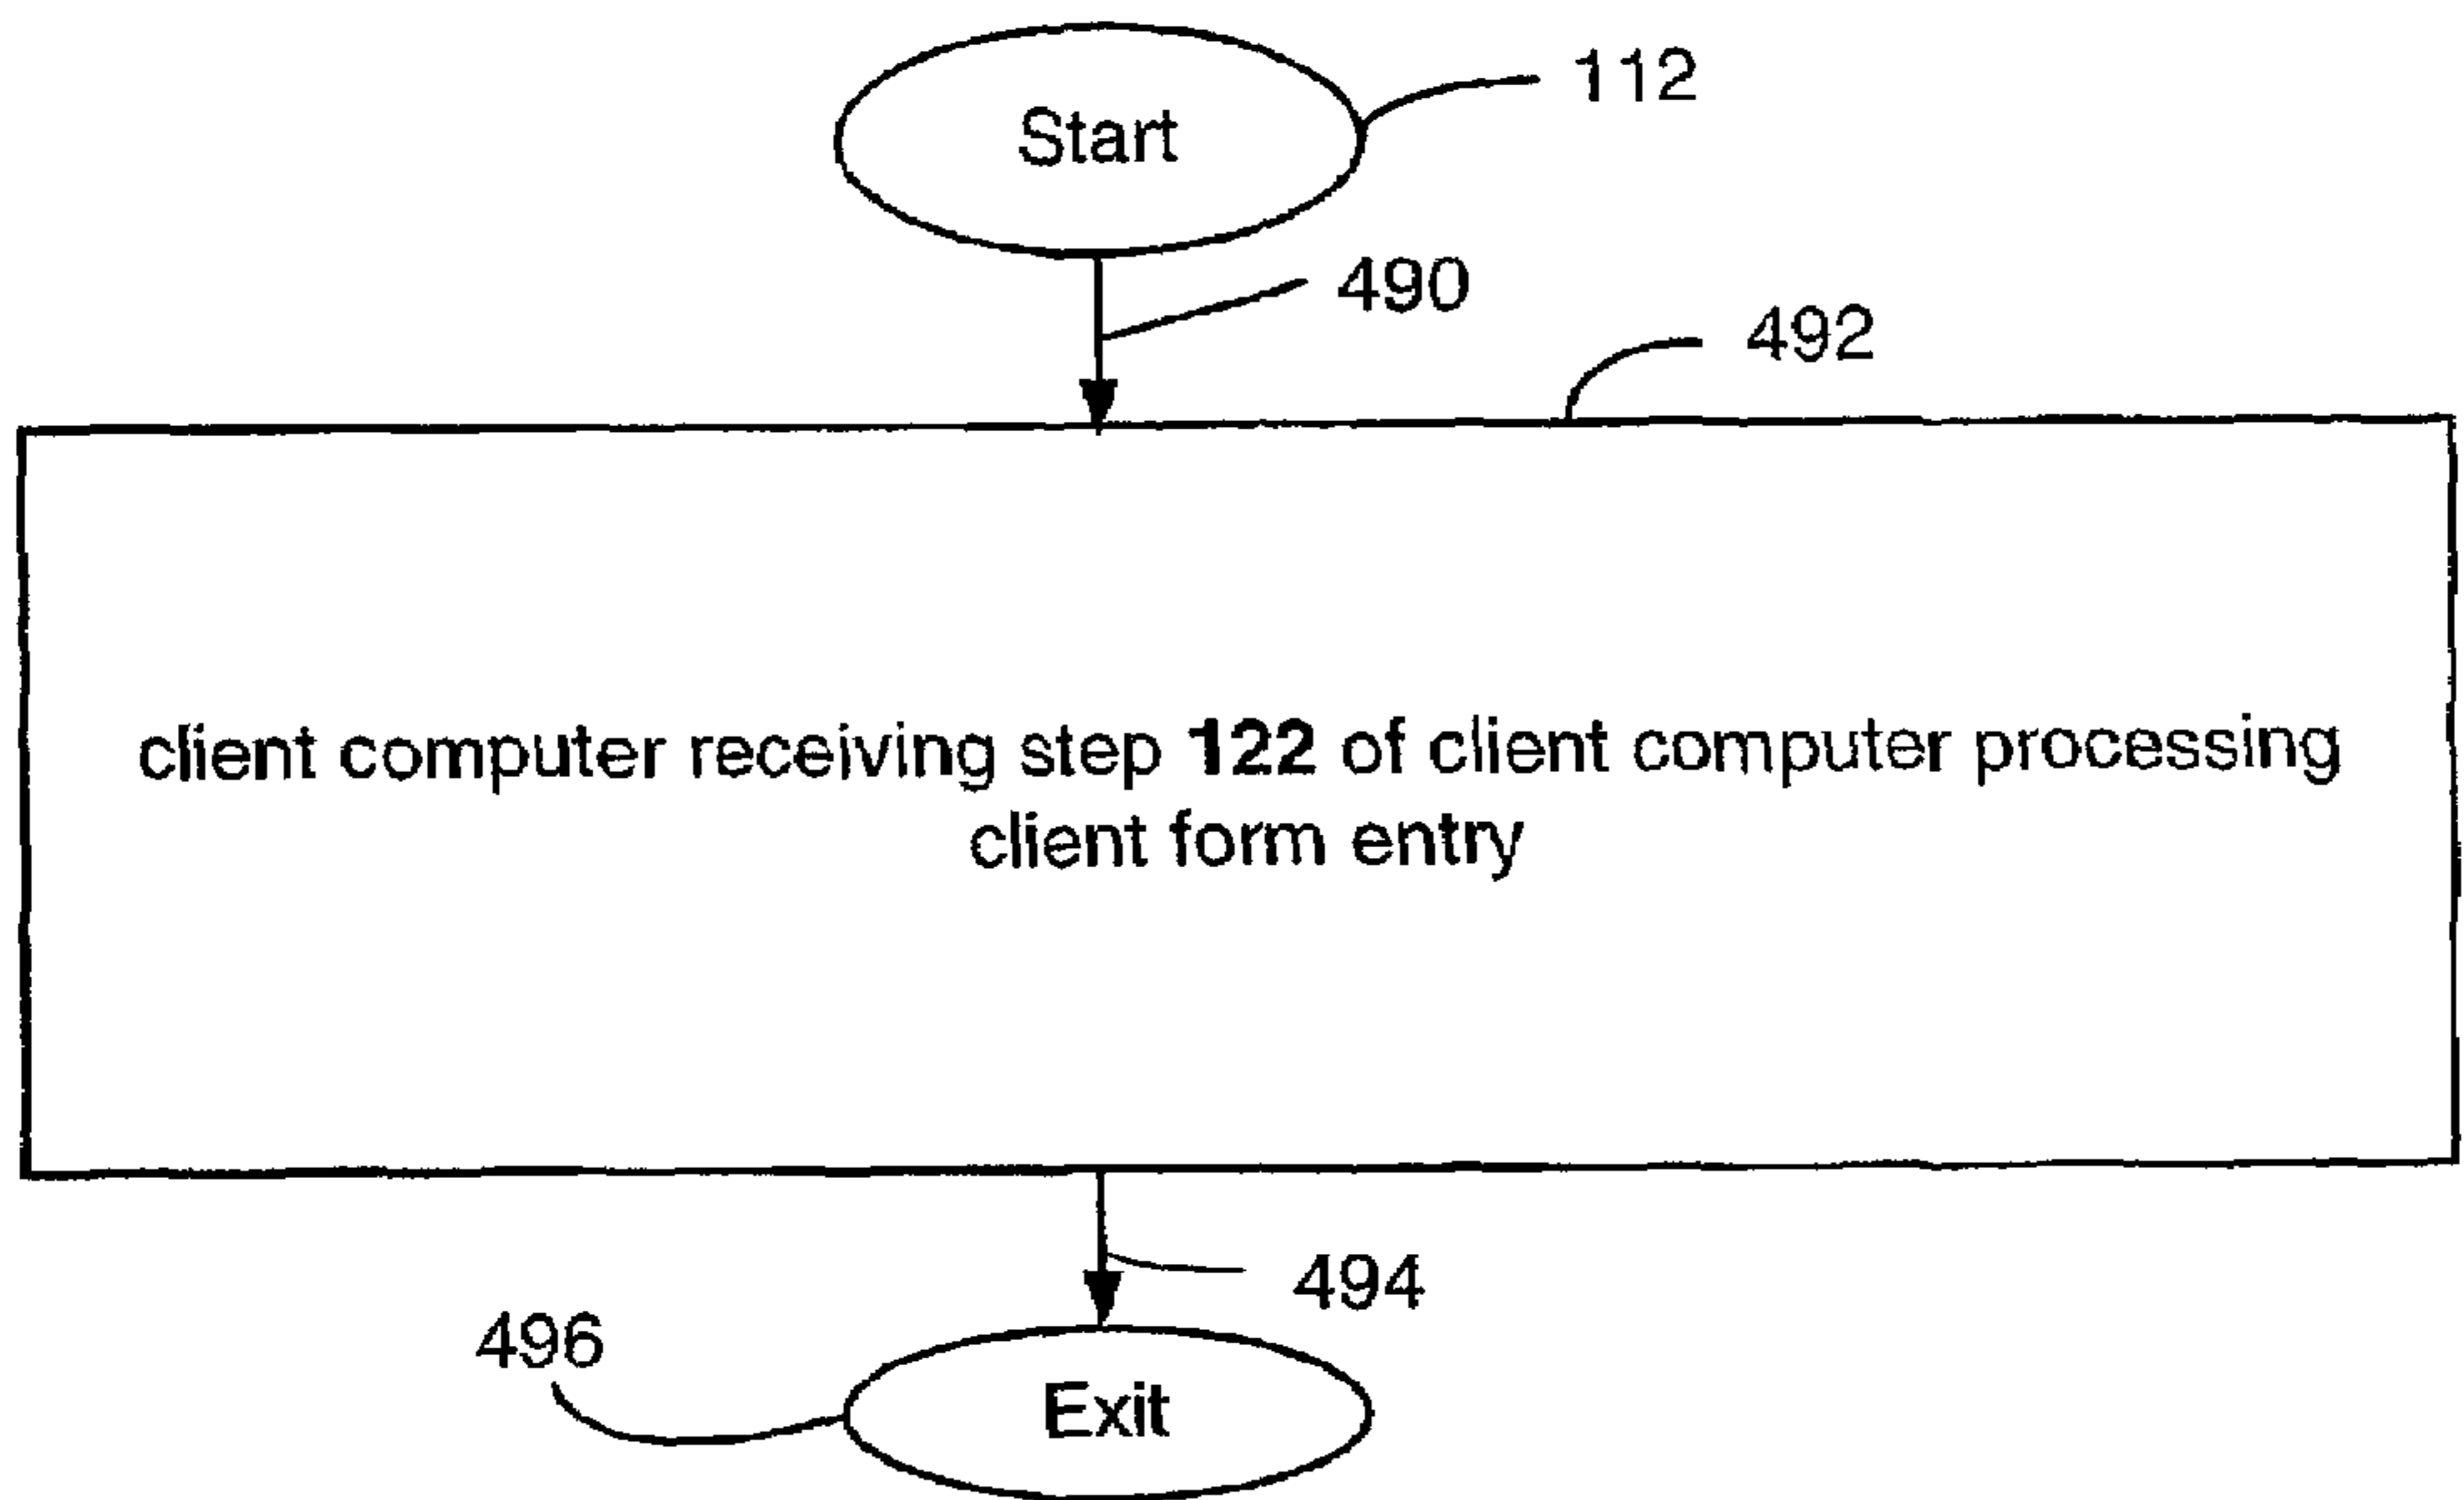 Start
112
490
492
client computer receiving step 122 of client computer processing
client form entry
494
496
Exit